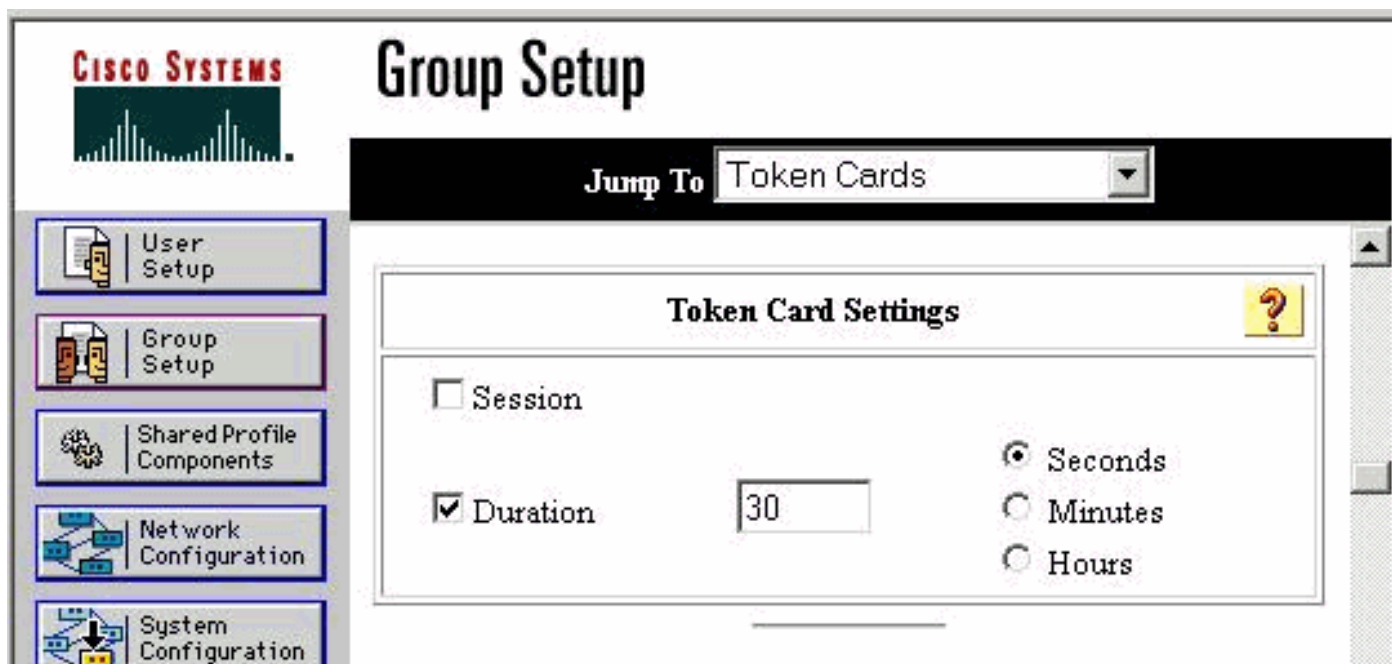 CISCO SYSTEMS
Group Setup
Jump To Token Cards
User
Setup
Group
Setup
Shared Profile
Components
Network
Configuration
System
Configuration
Token Card Settings
?
Session
Duration 30
Seconds
Minutes
Hours